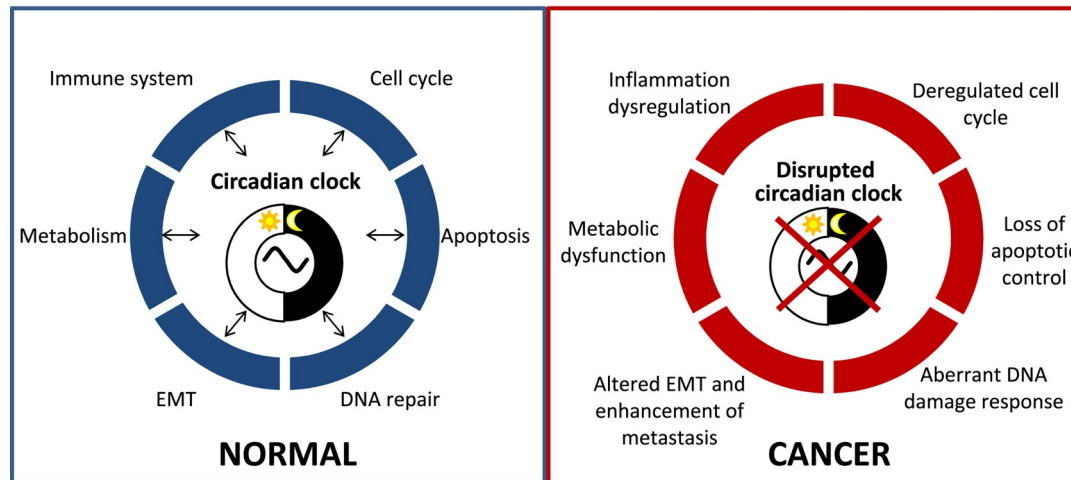 Immune system
Cell cycle
Circadian clock
Metabolism
Apoptosis
EMT
DNA repair
NORMAL
Inflammation
dysregulation
Deregulated cell
cycle
Disrupted
circadian clock
Metabolic
dysfunction
Loss of
apoptotic
control
Altered EMT and
enhancement of
metastasis
Aberrant DNA
damage response
CANCER